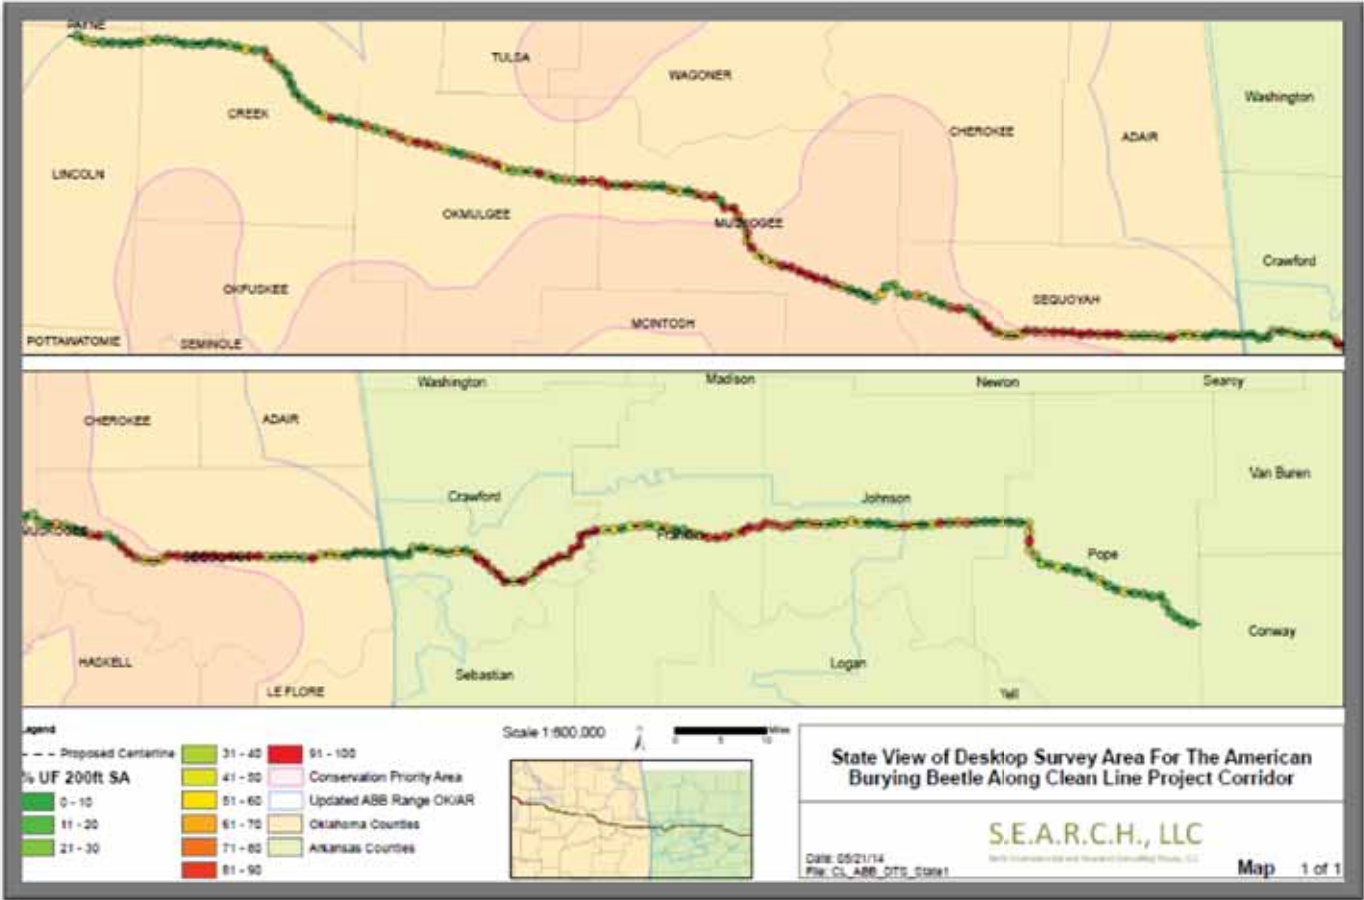 PAYNE
TULSA
WAGONER
Washington
CREEK
CHEROKEE
ADAIR
LINCOLN
OKMULGEE
MUSKOGEE
Crawford
OKFUSKEE
SEQUOYAH
MCINTOSH
POTTAWATOMIE
SEMINOLE
Washington
Madison
Newton
Searcy
CHEROKEE
ADAIR
Van Buren
Crawford
Johnson
MUSKOGEE
SEQUOYAH
Franklin
Pope
Conway
HASKELL
Sebastian
Logan
LE FLORE
Yell
Legend
Proposed Centerline
% UF 200ft SA
0 - 10
11 - 20
21 - 30
31 - 40
41 - 50
51 - 60
61 - 70
71 - 80
81 - 90
91 - 100
Conservation Priority Area
Updated ABB Range OK/AR
Oklahoma Counties
Arkansas Counties
Scale 1:600,000
Miles
0 5 10
State View of Desktop Survey Area For The American
Burying Beetle Along Clean Line Project Corridor
S.E.A.R.C.H., LLC
Date: 05/21/14
File: CL_ABB_DTS_State1
Map 1 of 1